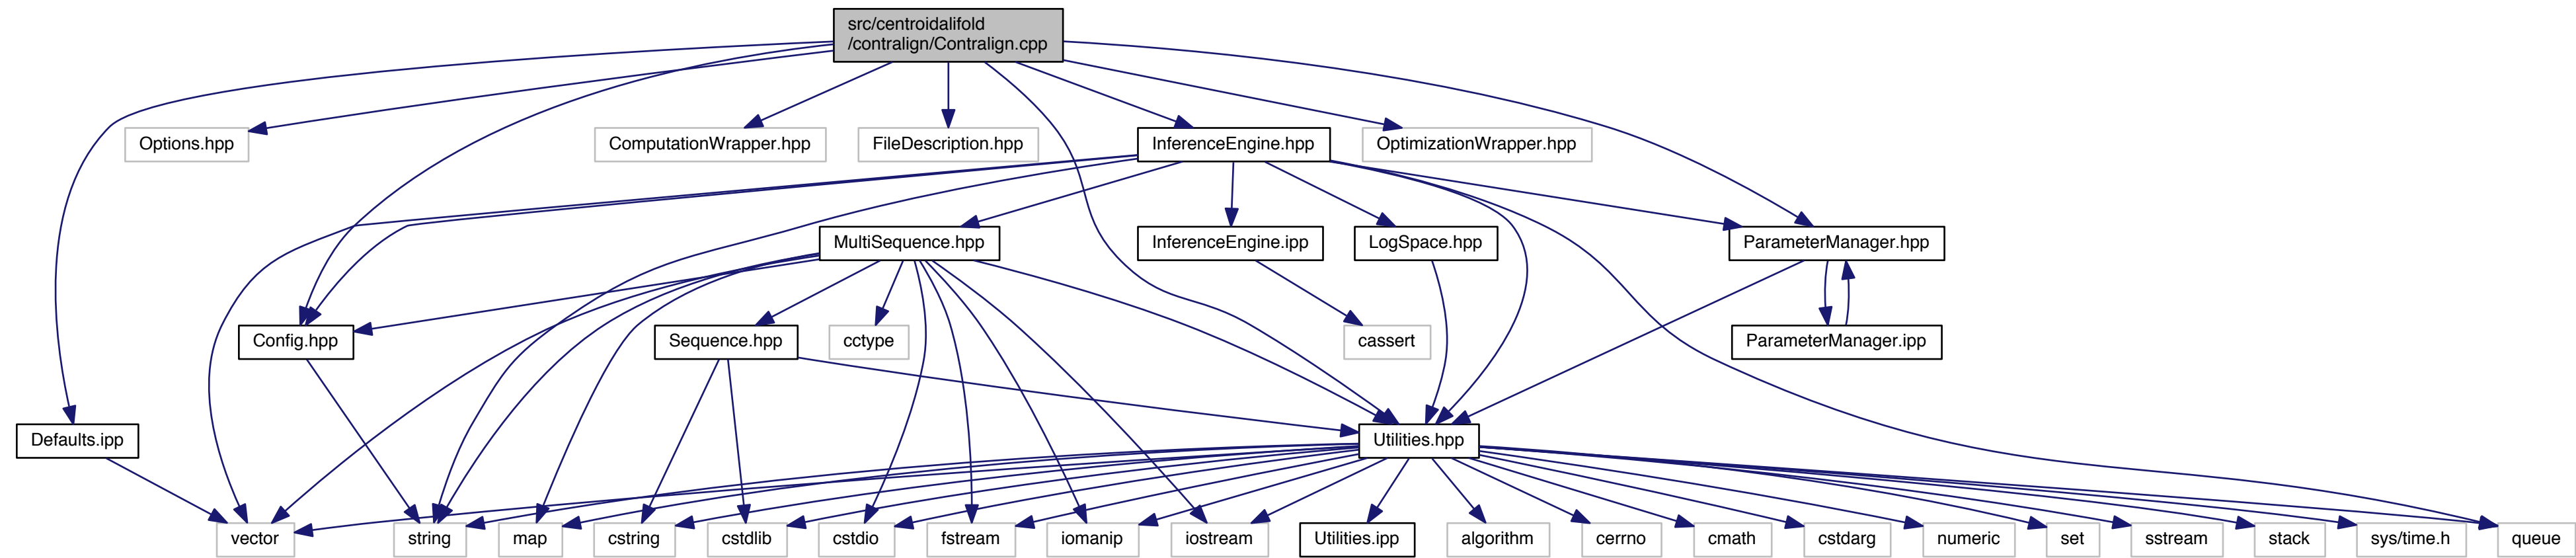 src/centroidalifold
/contralign/Contralign.cpp
Options.hpp
ComputationWrapper.hpp
FileDescription.hpp
InferenceEngine.hpp
OptimizationWrapper.hpp
MultiSequence.hpp
InferenceEngine.ipp
LogSpace.hpp
ParameterManager.hpp
Config.hpp
Sequence.hpp
cctype
cassert
ParameterManager.ipp
Defaults.ipp
Utilities.hpp
vector
string
map
cstring
cstdlib
cstdio
fstream
iomanip
iostream
Utilities.ipp
algorithm
cerrno
cmath
cstdarg
numeric
set
sstream
stack
sys/time.h
queue